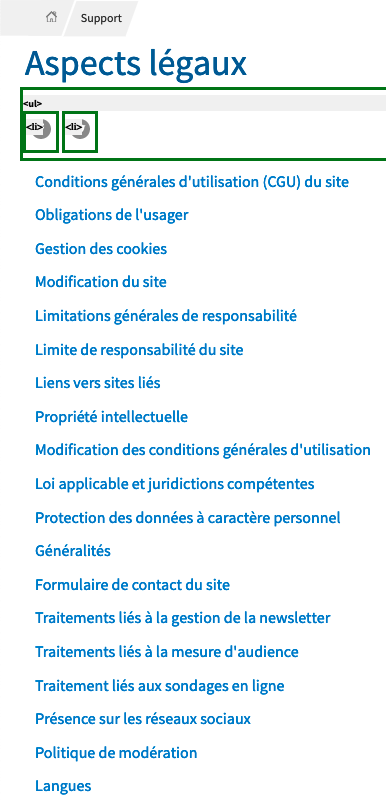 Support
Aspects légaux
<ul>
<li> <li>
Conditions générales d'utilisation (CGU) du site
Obligations de l'usager
Gestion des cookies
Modification du site
Limitations générales de responsabilité
Limite de responsabilité du site
Liens vers sites liés
Propriété intellectuelle
Modification des conditions générales d'utilisation
Loi applicable et juridictions compétentes
Protection des données à caractère personnel
Généralités
Formulaire de contact du site
Traitements liés à la gestion de la newsletter
Traitements liés à la mesure d'audience
Traitement liés aux sondages en ligne
Présence sur les réseaux sociaux
Politique de modération
Langues